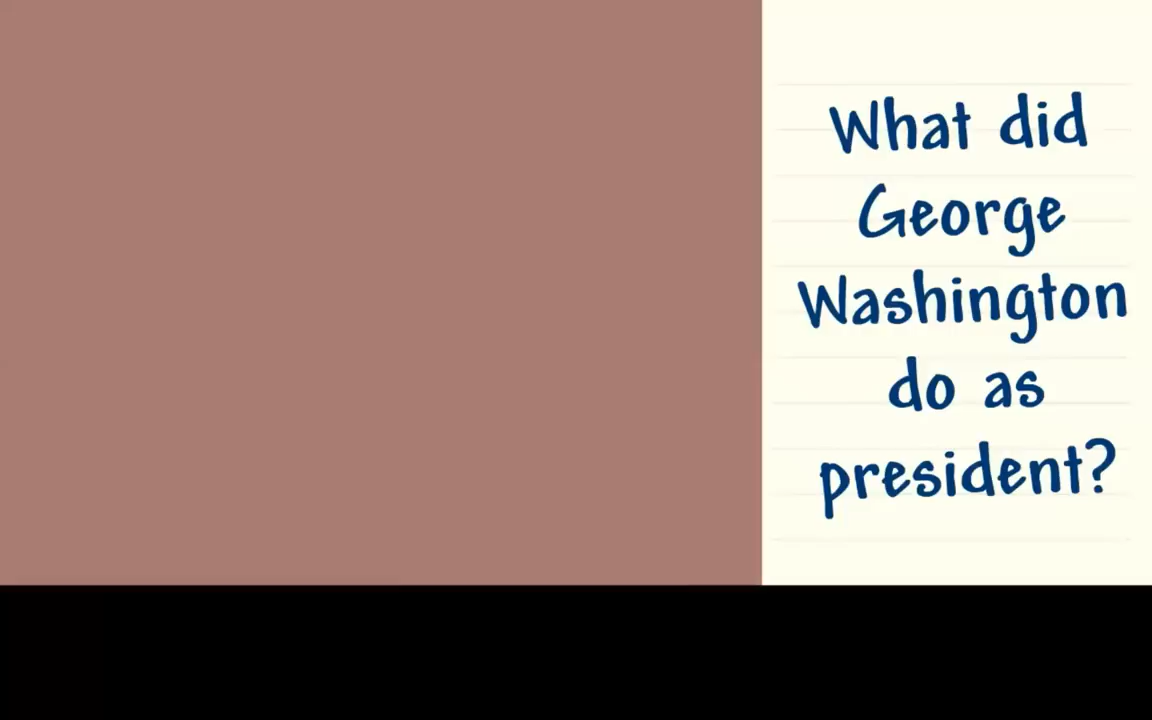 What did
George
Washington
do as
president?